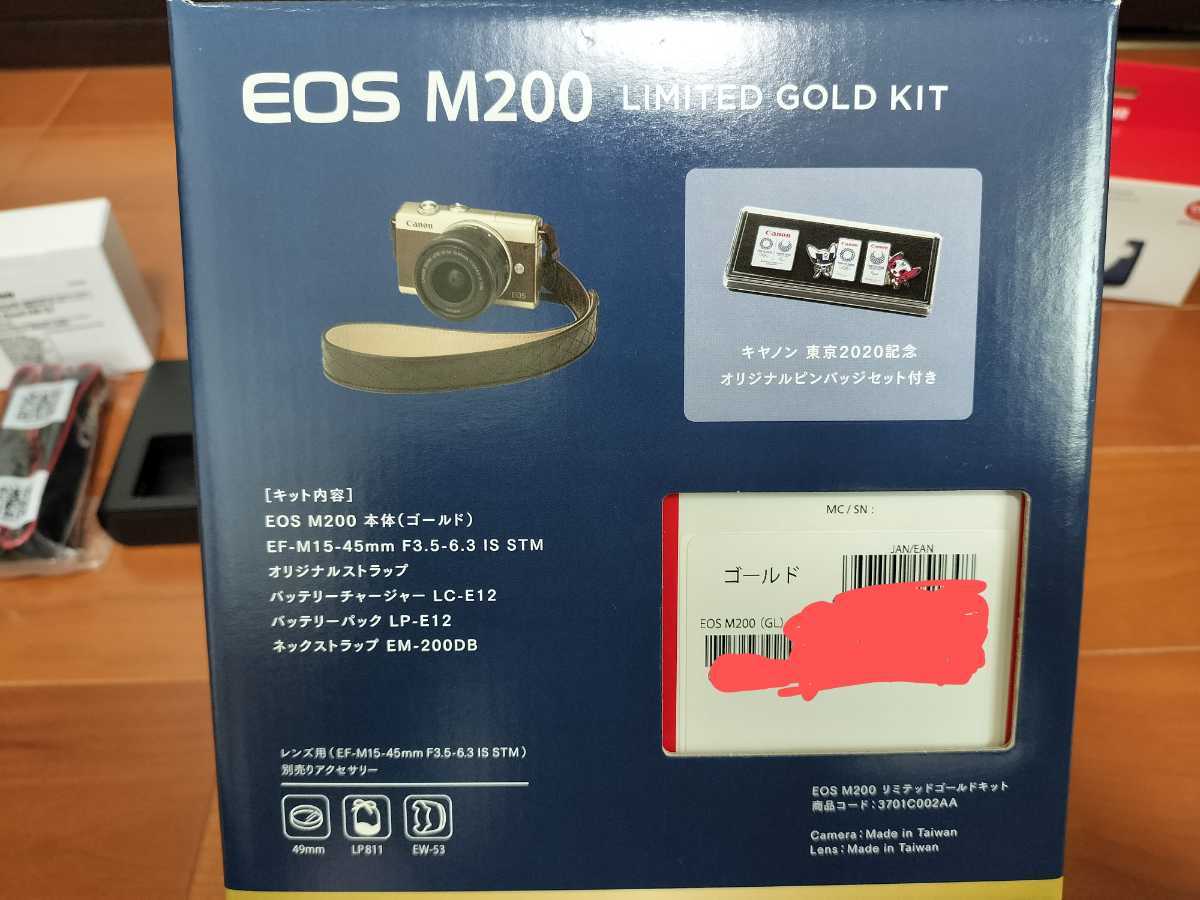 EOS M200 LIMITED GOLD KIT
Canon
EOS
Canon
Canon
Canon
キヤノン 東京2020記念
オリジナルピンバッジセット付き
[キット内容]
EOS M200 本体(ゴールド)
EF-M15-45mm F3.5-6.3 IS STM
オリジナルストラップ
バッテリーチャージャー LC-E12
バッテリーパック LP-E12
ネックストラップ EM-200DB
MC/SN:
JAN/EAN
ゴールド
EOS M200 (GL)
レンズ用(EF-M15-45mm F3.5-6.3 IS STM)
別売りアクセサリー
49mm LP811 EW-53
EOS M200 リミテッドゴールドキット
商品コード:3701C002AA
Camera:Made in Taiwan
Lens:Made in Taiwan